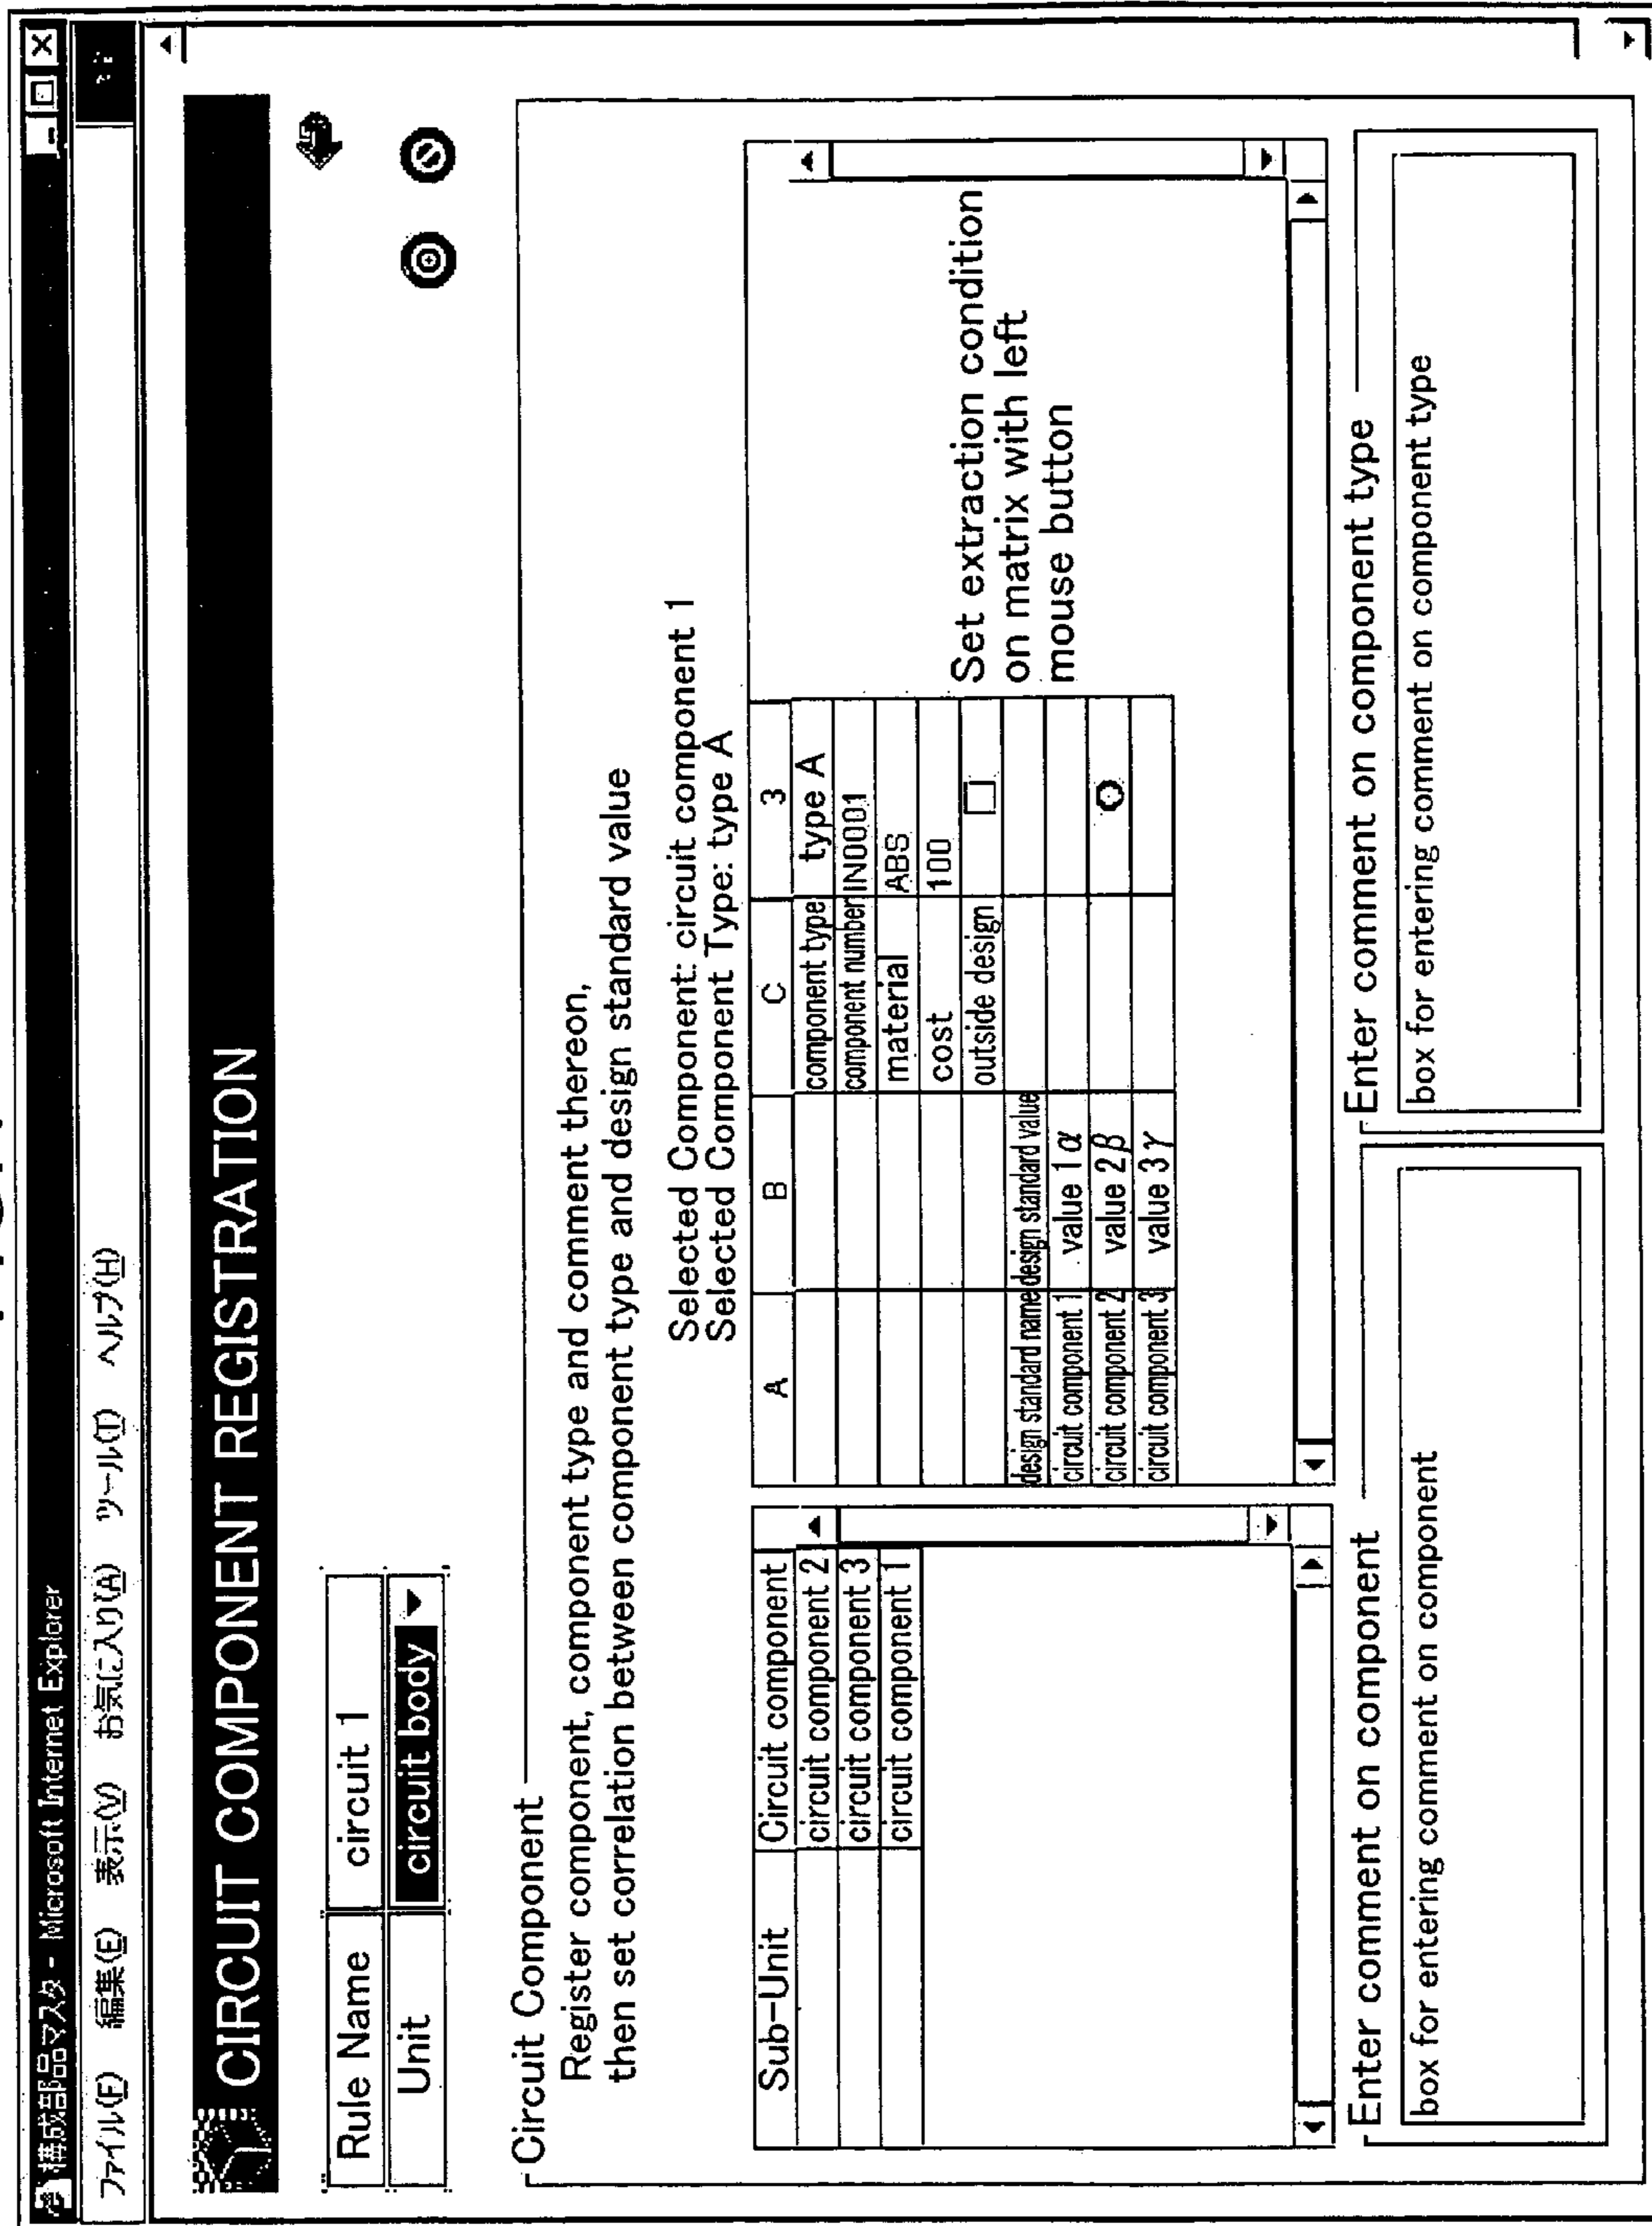 構成部品マスタ - Microsoft Internet Explorer
ファイル(F) 編集(E) 表示(V) お気に入り(A) ツール(T) ヘルプ(H)
CIRCUIT COMPONENT REGISTRATION
Rule Name circuit 1
Unit circuit body
Circuit Component
Register component, component type and comment thereon,
then set correlation between component type and design standard value
Selected Component: circuit component 1
Selected Component Type: type A
Sub-Unit Circuit component
circuit component 2
circuit component 3
circuit component 1
A B C 3
component type type A
component number IN0001
material ABS
cost 100
outside design
design standard name design standard value
circuit component 1 value 1α
circuit component 2 value 2β
circuit component 3 value 3γ
Set extraction condition
on matrix with left
mouse button
Enter comment on component
box for entering comment on component
Enter comment on component type
box for entering comment on component type